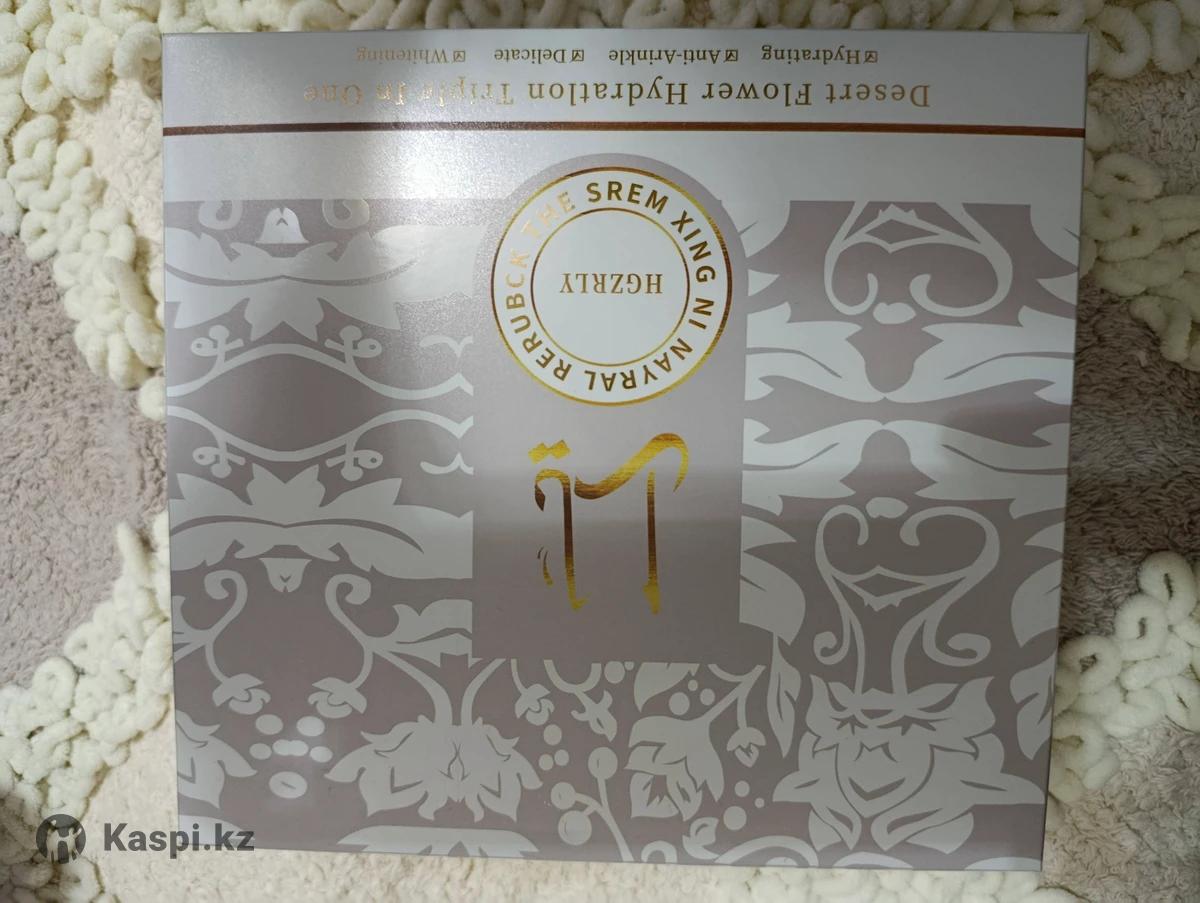 RERUBCK THE SREM XING NI NAYRAL
HGZRLY
Desert Flower Hydration Triple In One
☑Hydrating ☑Anti-Arinkle ☑Delicate ☑Whitening
Kaspi.kz